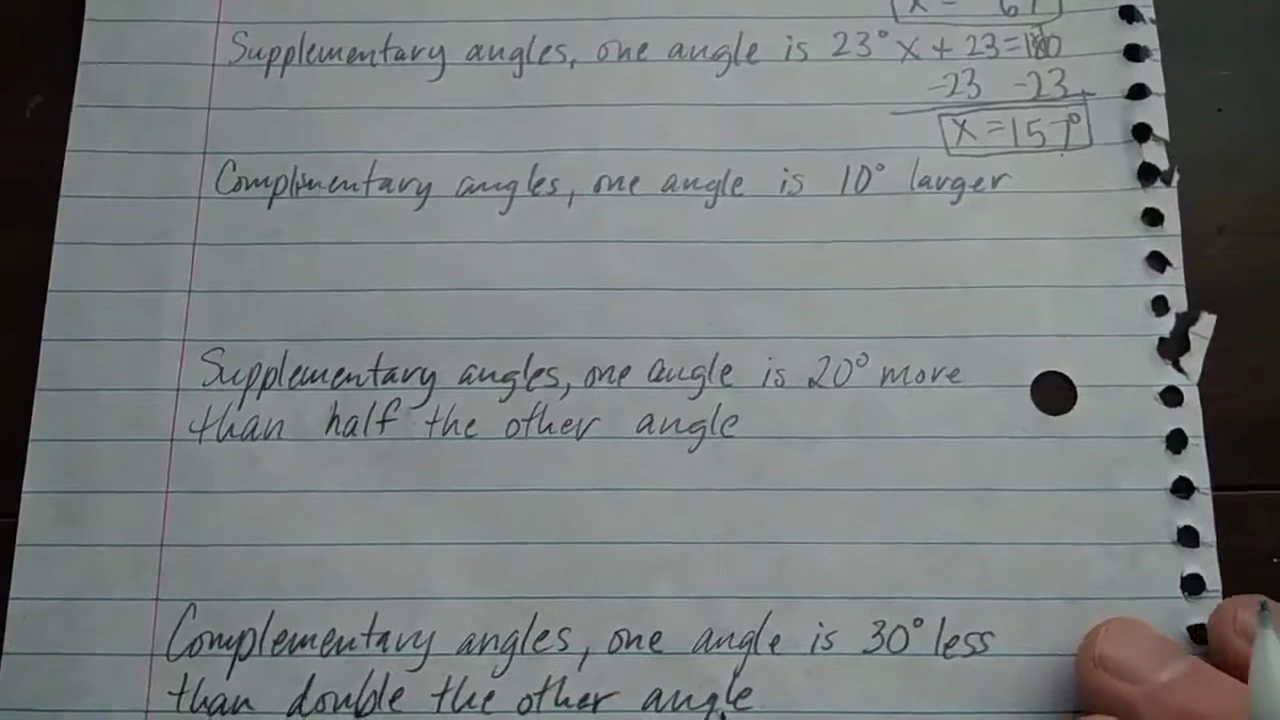 x = 67
Supplementary angles, one angle is 23° x + 23 = 180
-23 -23
x = 157°
Complimentary angles, one angle is 10° larger
Supplementary angles, one angle is 20° more
than half the other angle
Complementary angles, one angle is 30° less
than double the other angle